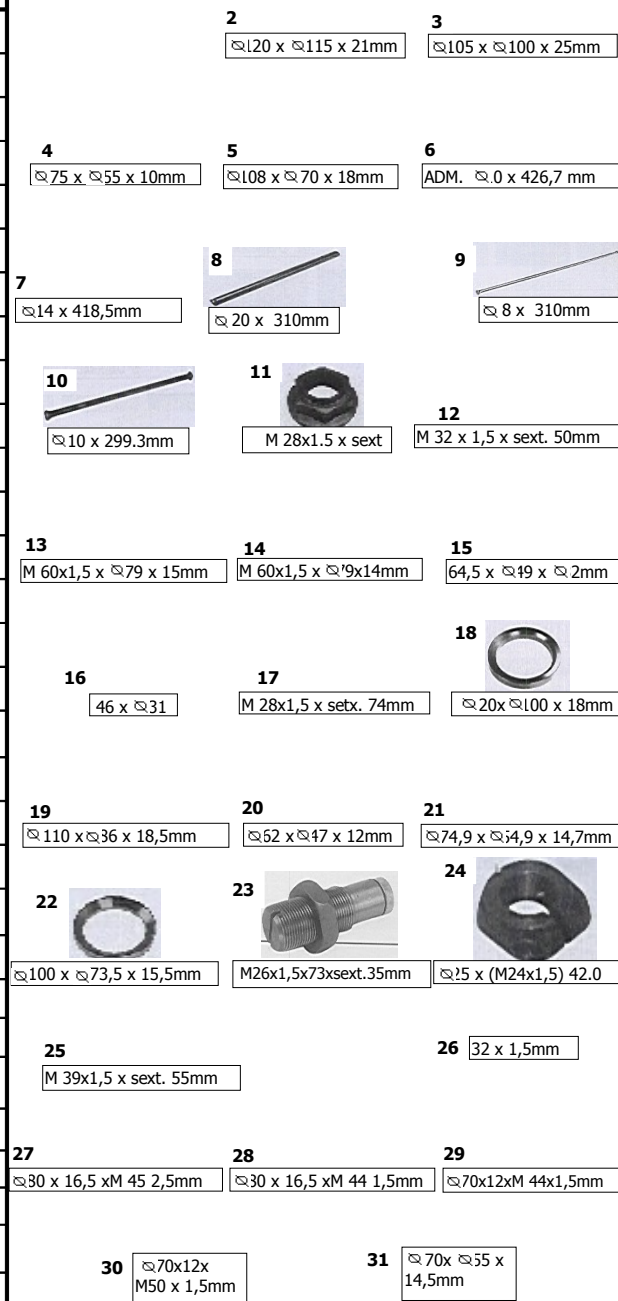 2
⌀120 x ⌀115 x 21mm
3
⌀105 x ⌀100 x 25mm
4
⌀75 x ⌀55 x 10mm
5
⌀108 x ⌀70 x 18mm
6
ADM. ⌀.0 x 426,7 mm
7
⌀14 x 418,5mm
8
⌀ 20 x 310mm
9
⌀ 8 x 310mm
10
⌀10 x 299.3mm
11
M 28x1.5 x sext
12
M 32 x 1,5 x sext. 50mm
13
M 60x1,5 x ⌀79 x 15mm
14
M 60x1,5 x ⌀79x14mm
15
64,5 x ⌀49 x ⌀2mm
16
46 x ⌀31
17
M 28x1,5 x setx. 74mm
18
⌀20x ⌀100 x 18mm
19
⌀110 x ⌀86 x 18,5mm
20
⌀62 x ⌀47 x 12mm
21
⌀74,9 x ⌀54,9 x 14,7mm
22
⌀100 x ⌀73,5 x 15,5mm
23
M26x1,5x73xsext.35mm
24
⌀25 x (M24x1,5) 42.0
25
M 39x1,5 x sext. 55mm
26
32 x 1,5mm
27
⌀80 x 16,5 xM 45 2,5mm
28
⌀80 x 16,5 xM 44 1,5mm
29
⌀70x12xM 44x1,5mm
30
⌀70x12x
M50 x 1,5mm
31
⌀70x ⌀55 x
14,5mm